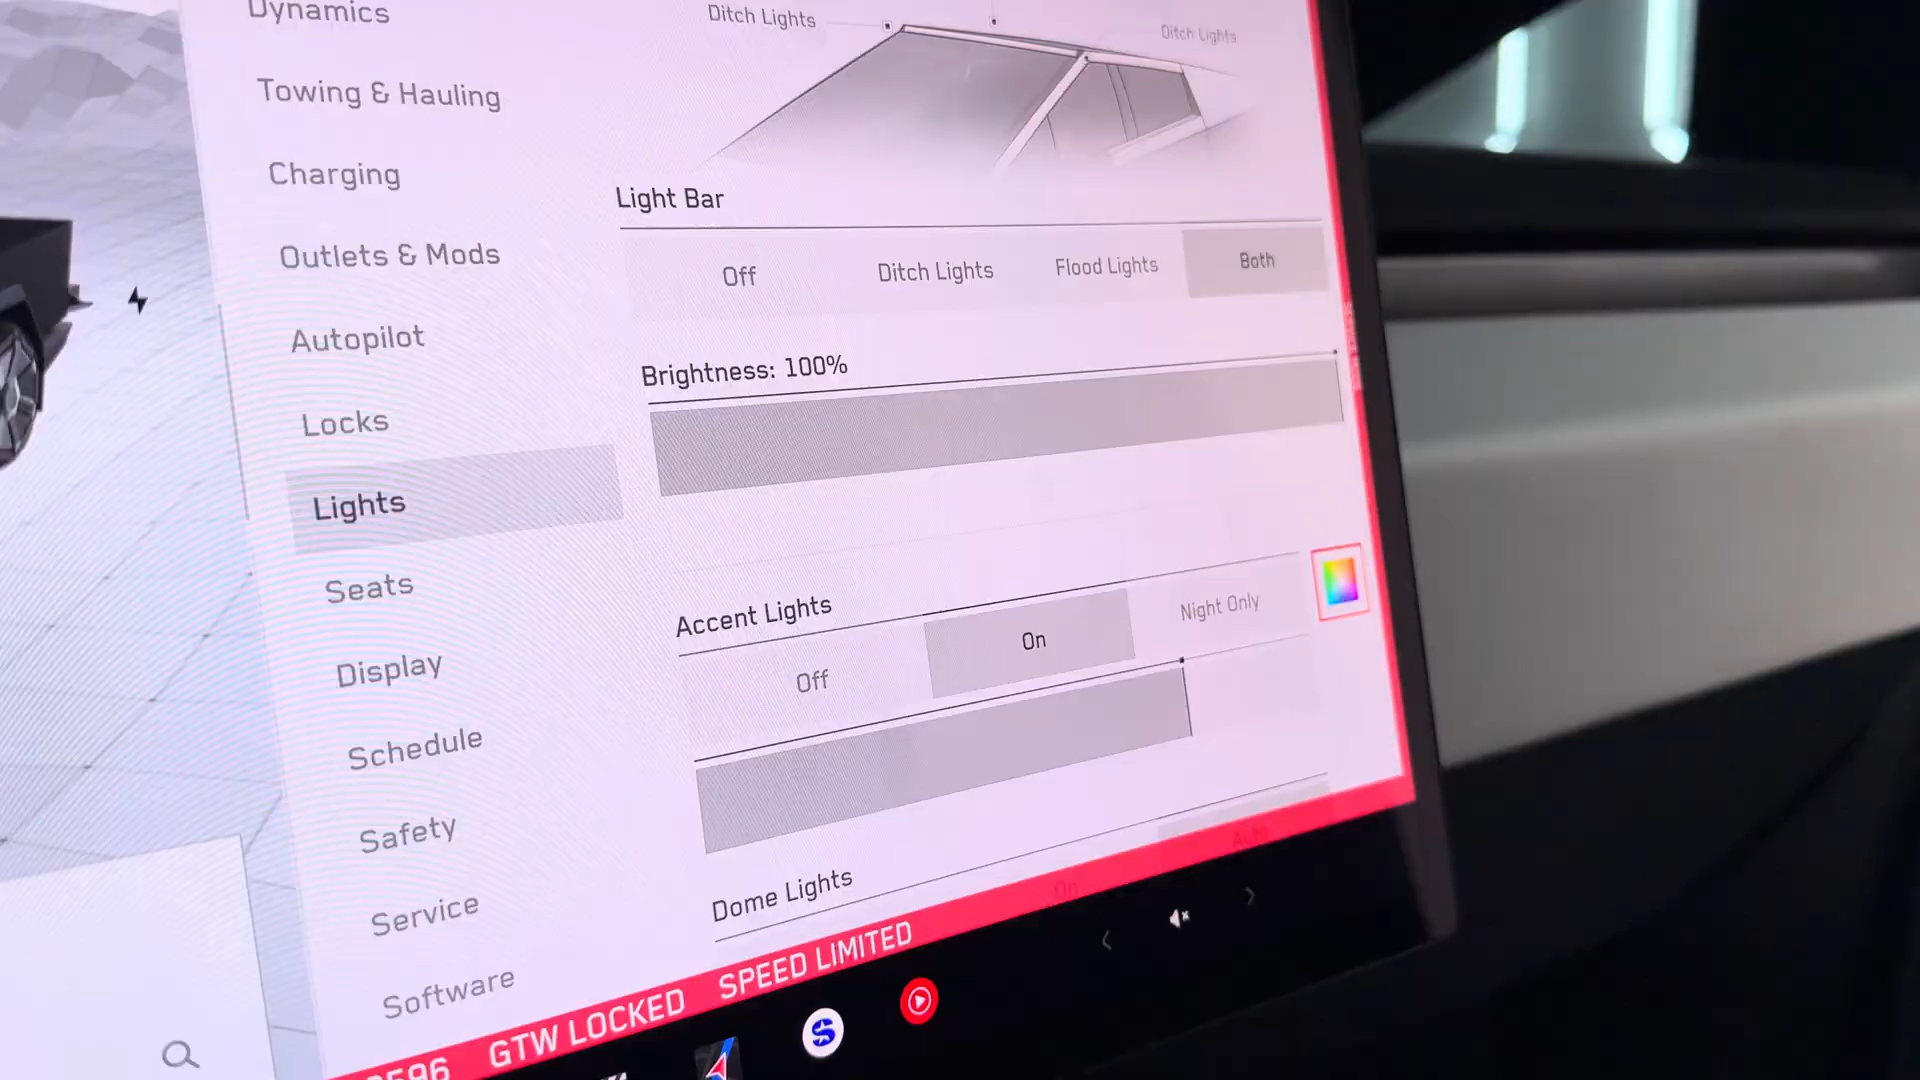 Dynamics
Towing & Hauling
Charging
Outlets & Mods
Autopilot
Locks
Lights
Seats
Display
Schedule
Safety
Service
Software
Ditch Lights
Ditch Lights
Light Bar
Off
Ditch Lights
Flood Lights
Both
Brightness: 100%
Accent Lights
Off
On
Night Only
Dome Lights
On
Auto
GTW LOCKED SPEED LIMITED